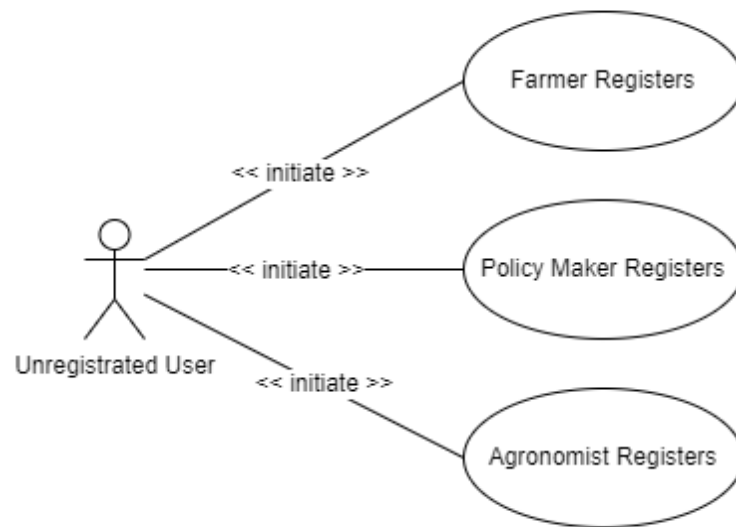 Farmer Registers
<< initiate >>
<< initiate >>
Policy Maker Registers
Unregistrated User
<< initiate >>
Agronomist Registers